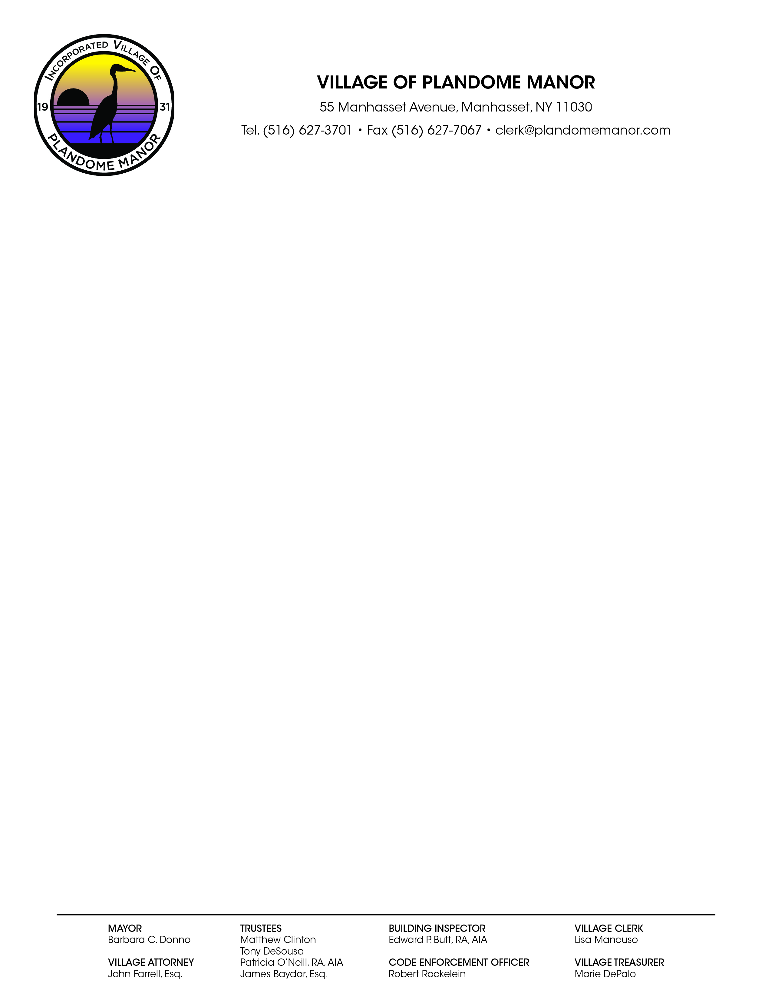 INCORPORATED VILLAGE OF
19 31
PLANDOME MANOR
VILLAGE OF PLANDOME MANOR
55 Manhasset Avenue, Manhasset, NY 11030
Tel. (516) 627-3701 • Fax (516) 627-7067 • clerk@plandomemanor.com
MAYOR
Barbara C. Donno
VILLAGE ATTORNEY
John Farrell, Esq.
TRUSTEES
Matthew Clinton
Tony DeSousa
Patricia O’Neill, RA, AIA
James Baydar, Esq.
BUILDING INSPECTOR
Edward P. Butt, RA, AIA
CODE ENFORCEMENT OFFICER
Robert Rockelein
VILLAGE CLERK
Lisa Mancuso
VILLAGE TREASURER
Marie DePalo